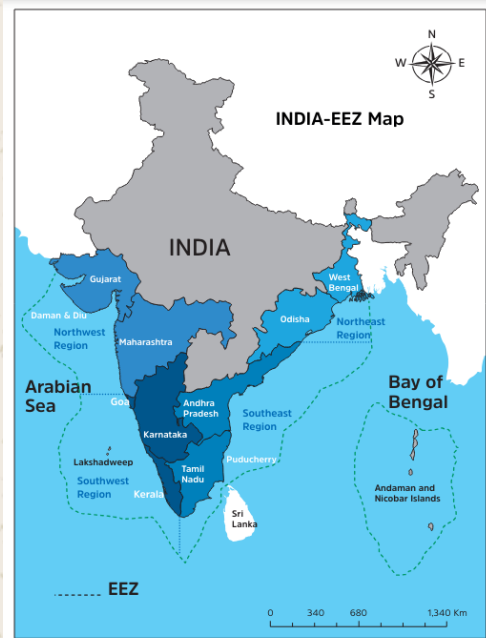 N
W E
S
INDIA-EEZ Map
INDIA
Gujarat
West
Bengal
Daman & Diu
Odisha
Northeast
Region
Northwest
Region
Maharashtra
Arabian
Sea
Bay of
Bengal
Goa
Andhra
Pradesh
Southeast
Region
Karnataka
Lakshadweep
Puducherry
Tamil
Nadu
Southwest
Region
Kerala
Andaman and
Nicobar Islands
Sri
Lanka
EEZ
0 340 680 1,340 Km